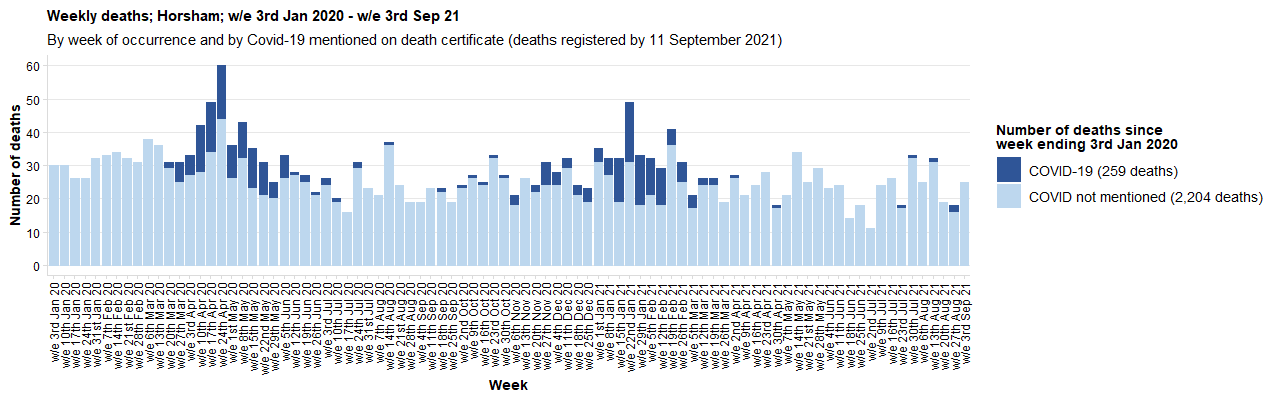 Weekly deaths; Horsham; w/e 3rd Jan 2020 - w/e 3rd Sep 21
By week of occurrence and by Covid-19 mentioned on death certificate (deaths registered by 11 September 2021)
Number of deaths
60
50
40
30
20
10
0
w/e 3rd Jan 20
w/e 10th Jan 20
w/e 17th Jan 20
w/e 24th Jan 20
w/e 31st Jan 20
w/e 7th Feb 20
w/e 14th Feb 20
w/e 21st Feb 20
w/e 28th Feb 20
w/e 6th Mar 20
w/e 13th Mar 20
w/e 20th Mar 20
w/e 27th Mar 20
w/e 3rd Apr 20
w/e 10th Apr 20
w/e 17th Apr 20
w/e 24th Apr 20
w/e 1st May 20
w/e 8th May 20
w/e 15th May 20
w/e 22nd May 20
w/e 29th May 20
w/e 5th Jun 20
w/e 12th Jun 20
w/e 19th Jun 20
w/e 26th Jun 20
w/e 3rd Jul 20
w/e 10th Jul 20
w/e 17th Jul 20
w/e 24th Jul 20
w/e 31st Jul 20
w/e 7th Aug 20
w/e 14th Aug 20
w/e 21st Aug 20
w/e 28th Aug 20
w/e 4th Sep 20
w/e 11th Sep 20
w/e 18th Sep 20
w/e 25th Sep 20
w/e 2nd Oct 20
w/e 9th Oct 20
w/e 16th Oct 20
w/e 23rd Oct 20
w/e 30th Oct 20
w/e 6th Nov 20
w/e 13th Nov 20
w/e 20th Nov 20
w/e 27th Nov 20
w/e 4th Dec 20
w/e 11th Dec 20
w/e 18th Dec 20
w/e 25th Dec 20
w/e 1st Jan 21
w/e 8th Jan 21
w/e 15th Jan 21
w/e 22nd Jan 21
w/e 29th Jan 21
w/e 5th Feb 21
w/e 12th Feb 21
w/e 19th Feb 21
w/e 26th Feb 21
w/e 5th Mar 21
w/e 12th Mar 21
w/e 19th Mar 21
w/e 26th Mar 21
w/e 2nd Apr 21
w/e 9th Apr 21
w/e 16th Apr 21
w/e 23rd Apr 21
w/e 30th Apr 21
w/e 7th May 21
w/e 14th May 21
w/e 21st May 21
w/e 28th May 21
w/e 4th Jun 21
w/e 11th Jun 21
w/e 18th Jun 21
w/e 25th Jun 21
w/e 2nd Jul 21
w/e 9th Jul 21
w/e 16th Jul 21
w/e 23rd Jul 21
w/e 30th Jul 21
w/e 6th Aug 21
w/e 13th Aug 21
w/e 20th Aug 21
w/e 27th Aug 21
w/e 3rd Sep 21
Week
Number of deaths since
week ending 3rd Jan 2020
COVID-19 (259 deaths)
COVID not mentioned (2,204 deaths)